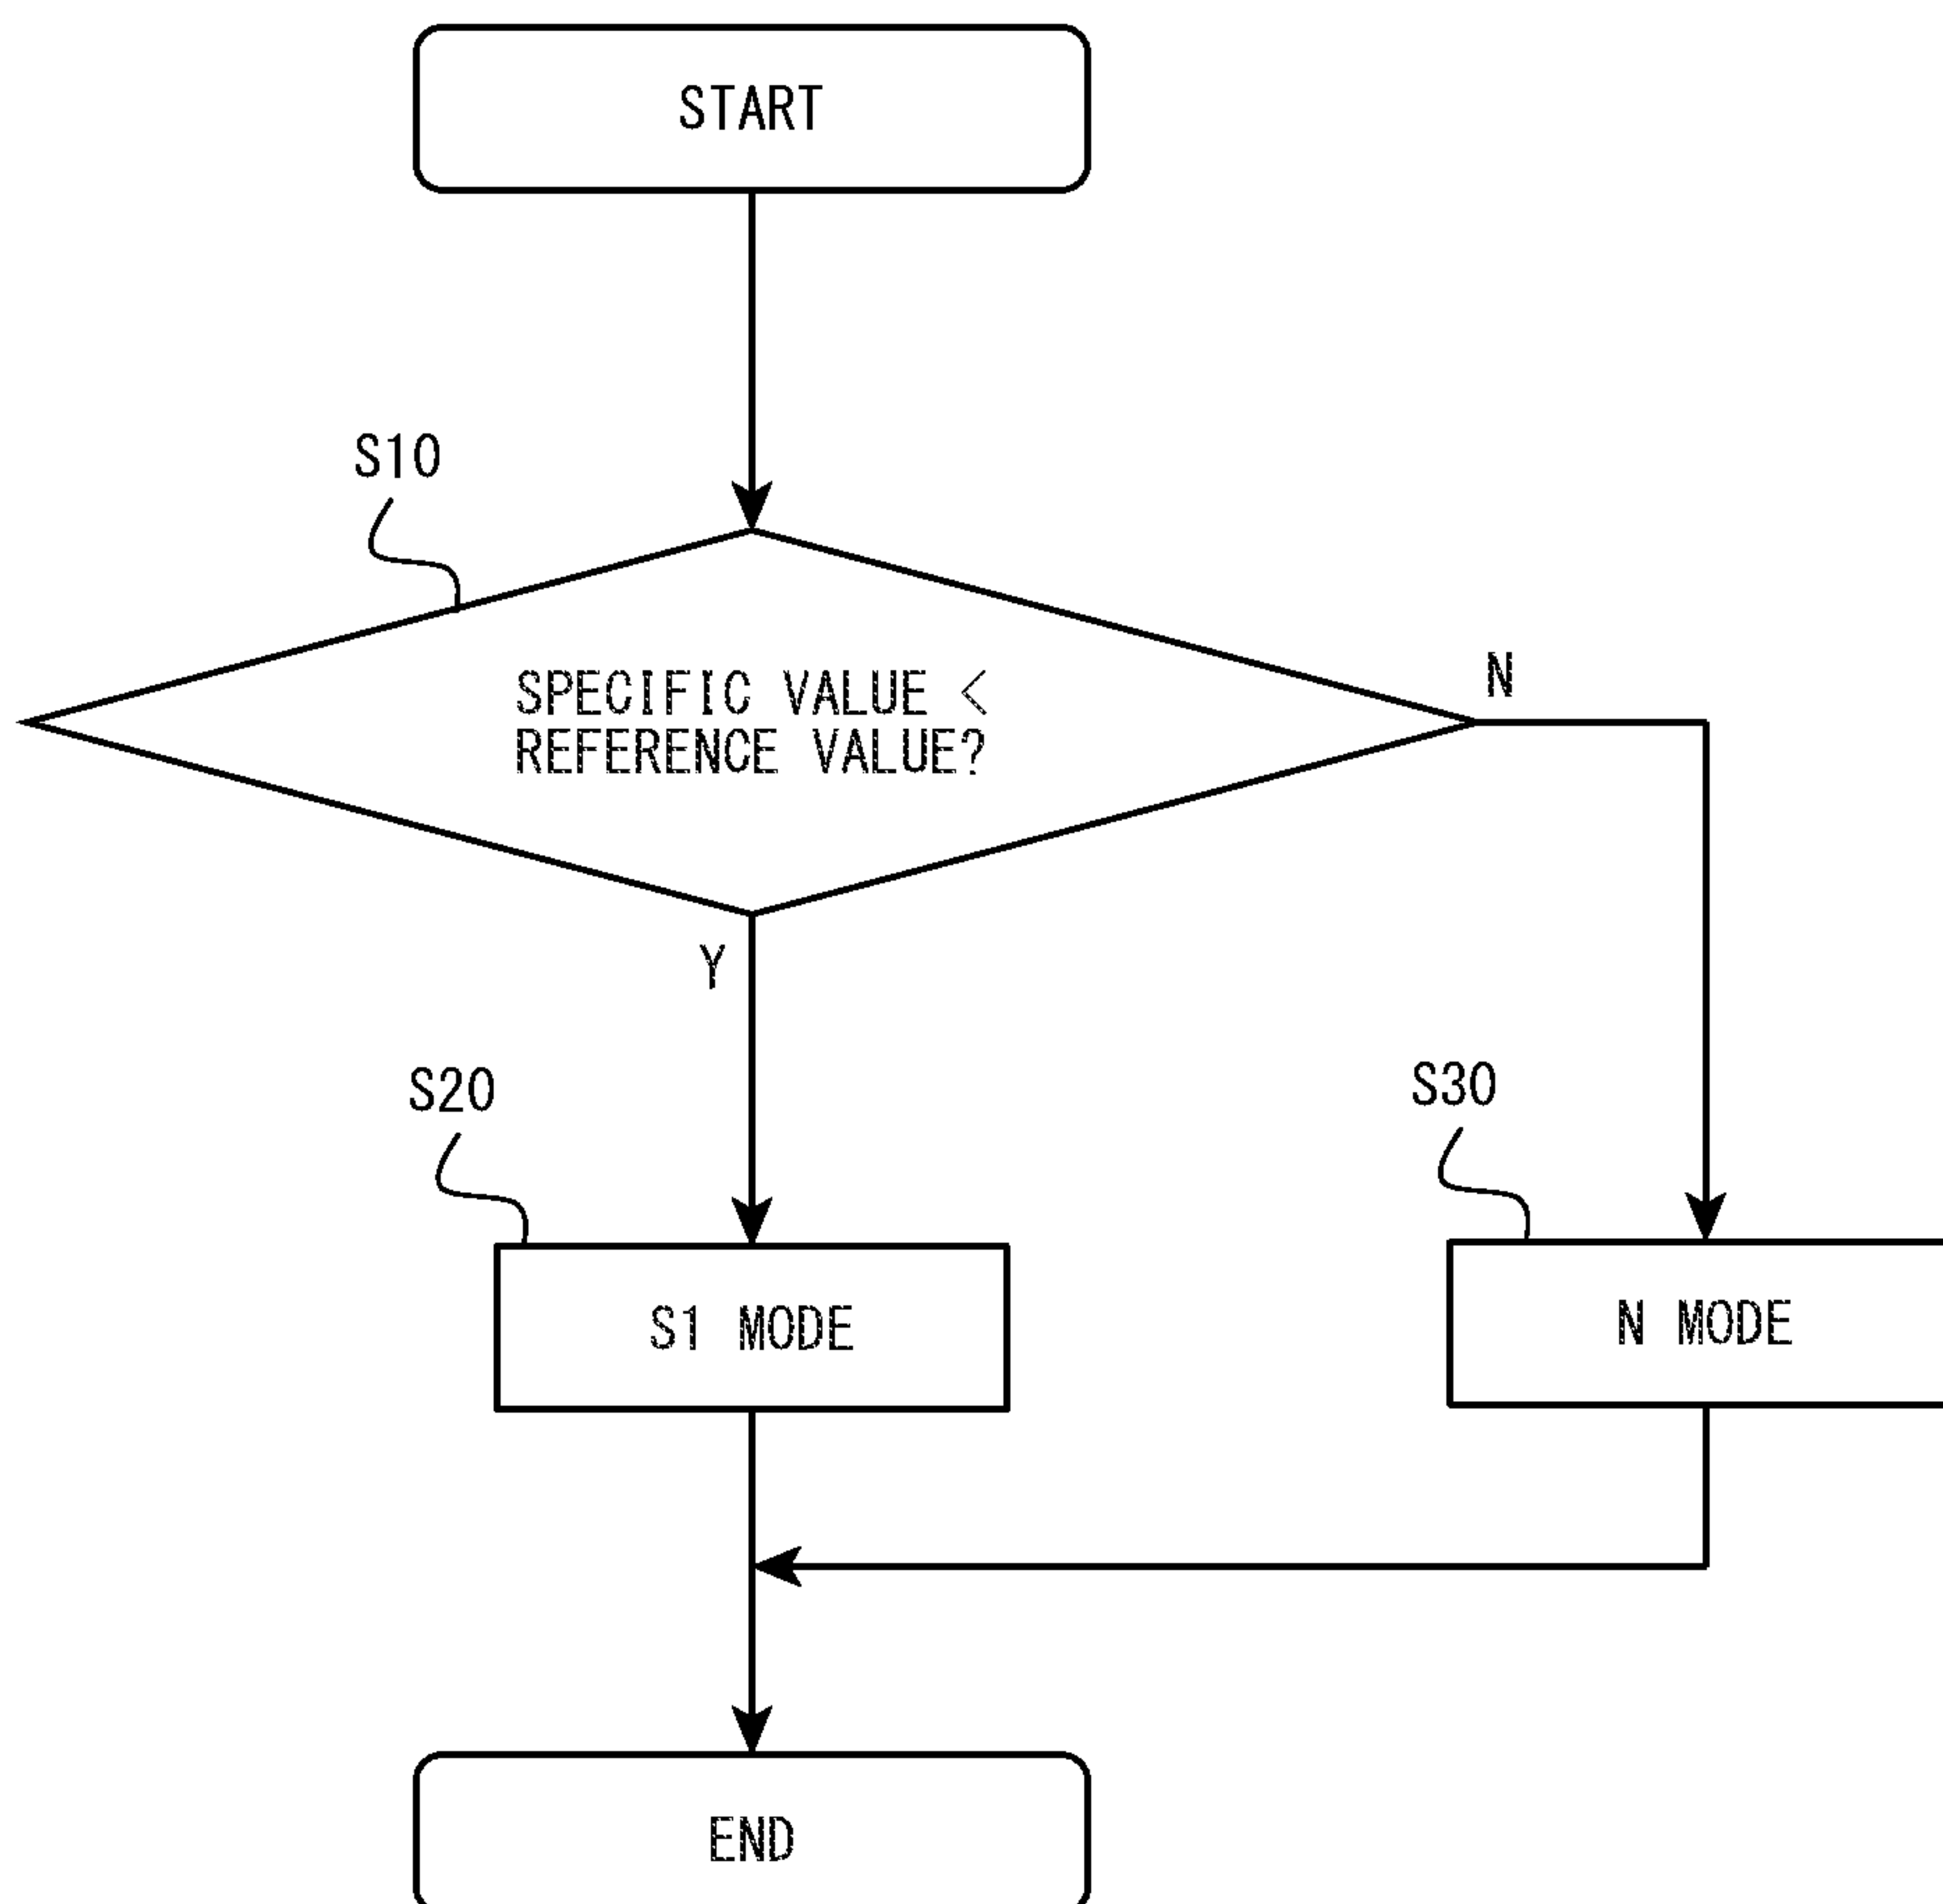 START
S10
SPECIFIC VALUE <
REFERENCE VALUE?
N
Y
S20
S30
S1 MODE
N MODE
END